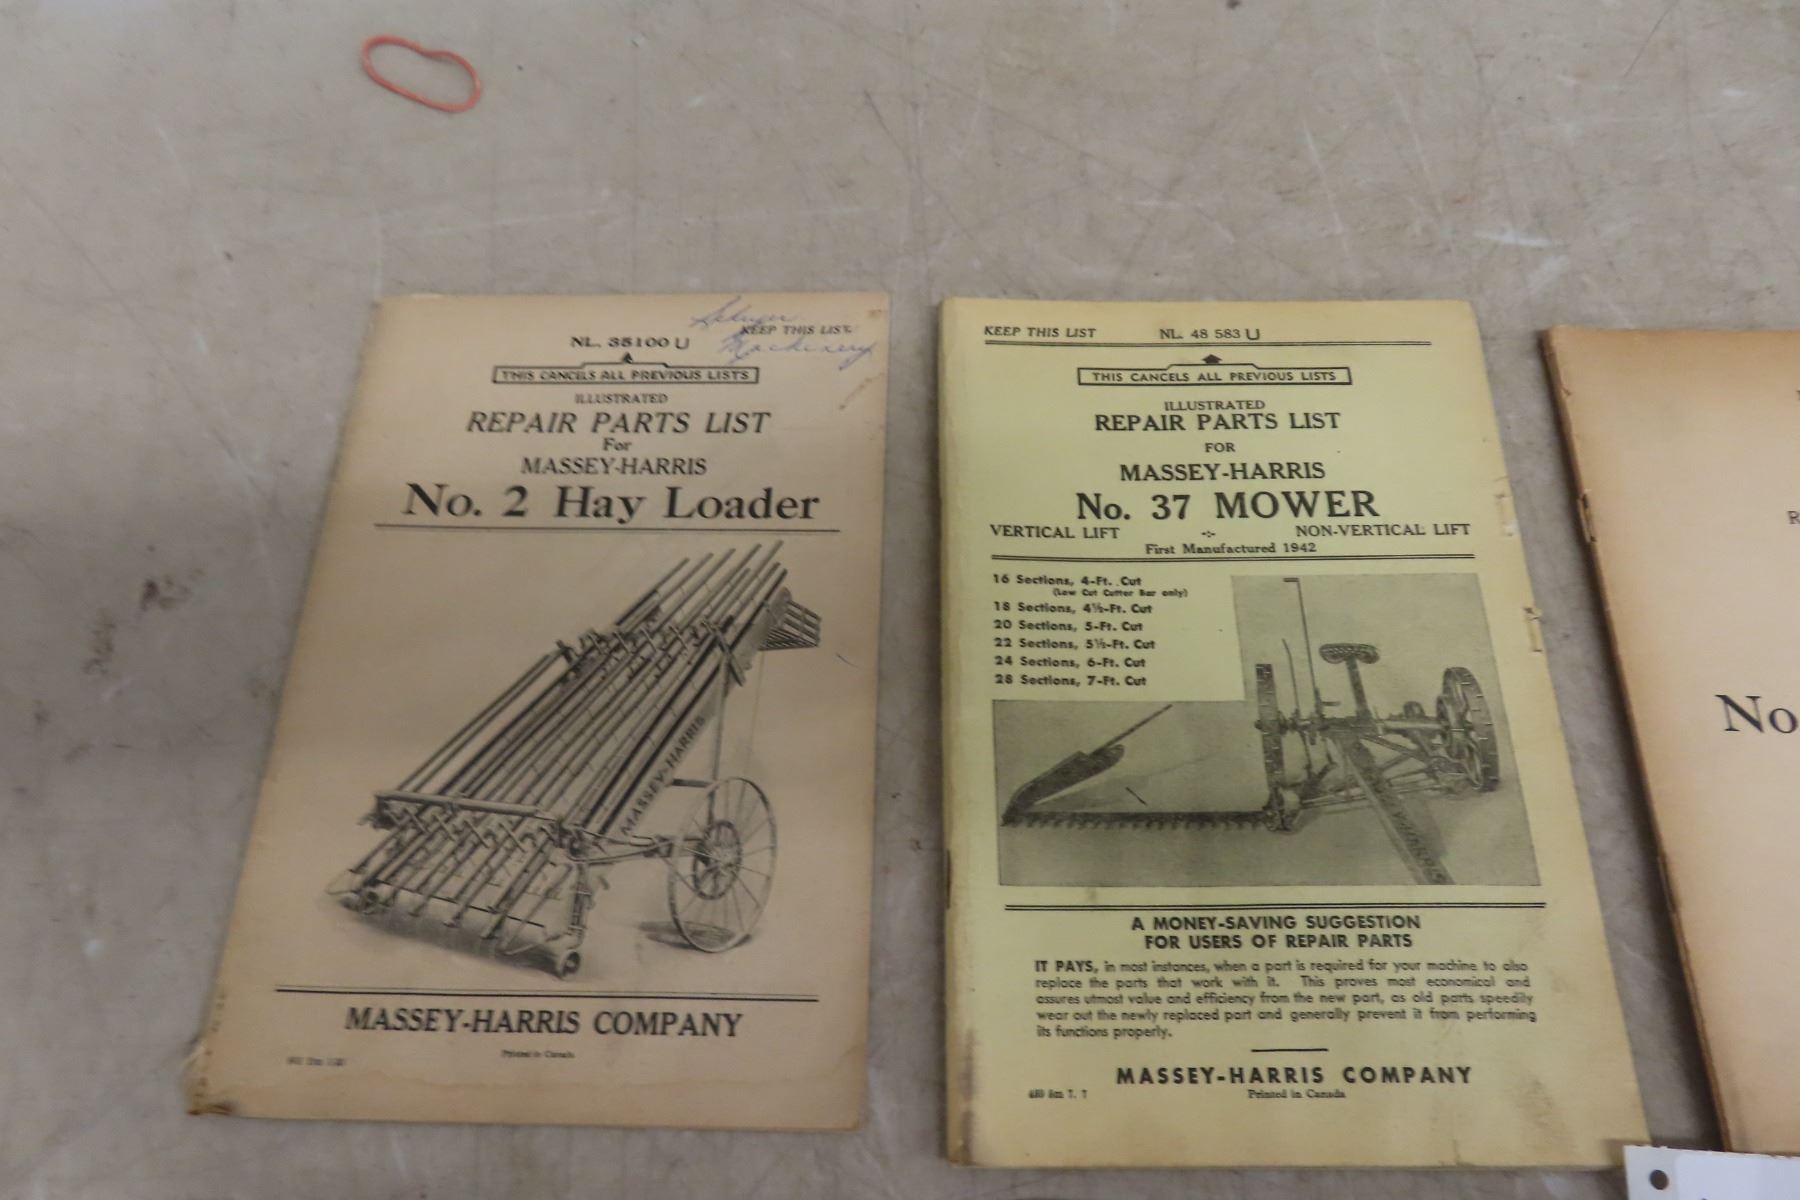 Machinery
KEEP THIS LIST
NL. 35100 U
THIS CANCELS ALL PREVIOUS LISTS
ILLUSTRATED
REPAIR PARTS LIST
For
MASSEY-HARRIS
No. 2 Hay Loader
MASSEY-HARRIS
MASSEY-HARRIS COMPANY
Printed in Canada
KEEP THIS LIST NL. 48 583 U
THIS CANCELS ALL PREVIOUS LISTS
ILLUSTRATED
REPAIR PARTS LIST
FOR
MASSEY-HARRIS
No. 37 MOWER
VERTICAL LIFT -:- NON-VERTICAL LIFT
First Manufactured 1942
16 Sections, 4-Ft. Cut
(Low Cut Cutter Bar only)
18 Sections, 4½-Ft. Cut
20 Sections, 5-Ft. Cut
22 Sections, 5½-Ft. Cut
24 Sections, 6-Ft. Cut
28 Sections, 7-Ft. Cut
A MONEY-SAVING SUGGESTION
FOR USERS OF REPAIR PARTS
IT PAYS, in most instances, when a part is required for your machine to also
replace the parts that work with it. This proves most economical and
assures utmost value and efficiency from the new part, as old parts speedily
wear out the newly replaced part and generally prevent it from performing
its functions properly.
MASSEY-HARRIS COMPANY
Printed in Canada
No